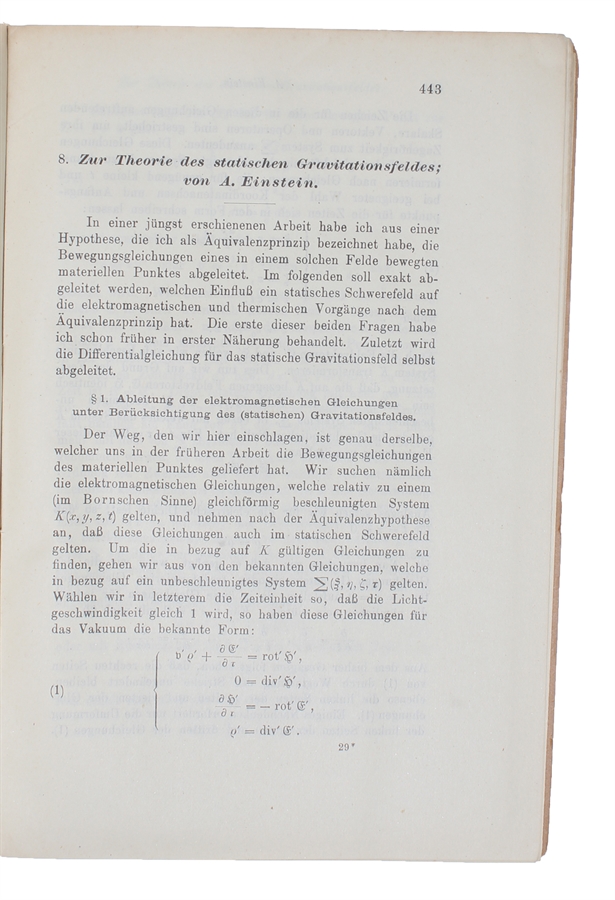 443
8. Zur Theorie des statischen Gravitationsfeldes;
von A. Einstein.
In einer jüngst erschienenen Arbeit habe ich aus einer
Hypothese, die ich als Äquivalenzprinzip bezeichnet habe, die
Bewegungsgleichungen eines in einem solchen Felde bewegten
materiellen Punktes abgeleitet. Im folgenden soll exakt ab-
geleitet werden, welchen Einfluß ein statisches Schwerefeld auf
die elektromagnetischen und thermischen Vorgänge nach dem
Äquivalenzprinzip hat. Die erste dieser beiden Fragen habe
ich schon früher in erster Näherung behandelt. Zuletzt wird
die Differentialgleichung für das statische Gravitationsfeld selbst
abgeleitet.
§ 1. Ableitung der elektromagnetischen Gleichungen
unter Berücksichtigung des (statischen) Gravitationsfeldes.
Der Weg, den wir hier einschlagen, ist genau derselbe,
welcher uns in der früheren Arbeit die Bewegungsgleichungen
des materiellen Punktes geliefert hat. Wir suchen nämlich
die elektromagnetischen Gleichungen, welche relativ zu einem
(im Bornschen Sinne) gleichförmig beschleunigten System
K(x, y, z, t) gelten, und nehmen nach der Äquivalenzhypothese
an, daß diese Gleichungen auch im statischen Schwerefeld
gelten. Um die in bezug auf K gültigen Gleichungen zu
finden, gehen wir aus von den bekannten Gleichungen, welche
in bezug auf ein unbeschleunigtes System ∑(ξ, η, ζ, τ) gelten.
Wählen wir in letzterem die Zeiteinheit so, daß die Licht-
geschwindigkeit gleich 1 wird, so haben diese Gleichungen für
das Vakuum die bekannte Form:
(1)
𝔳′ϱ′ + ∂𝔈′/∂τ = rot′ ℌ′,
0 = div′ ℌ′,
∂ℌ′/∂τ = − rot′ 𝔈′,
ϱ′ = div′ 𝔈′.
29*